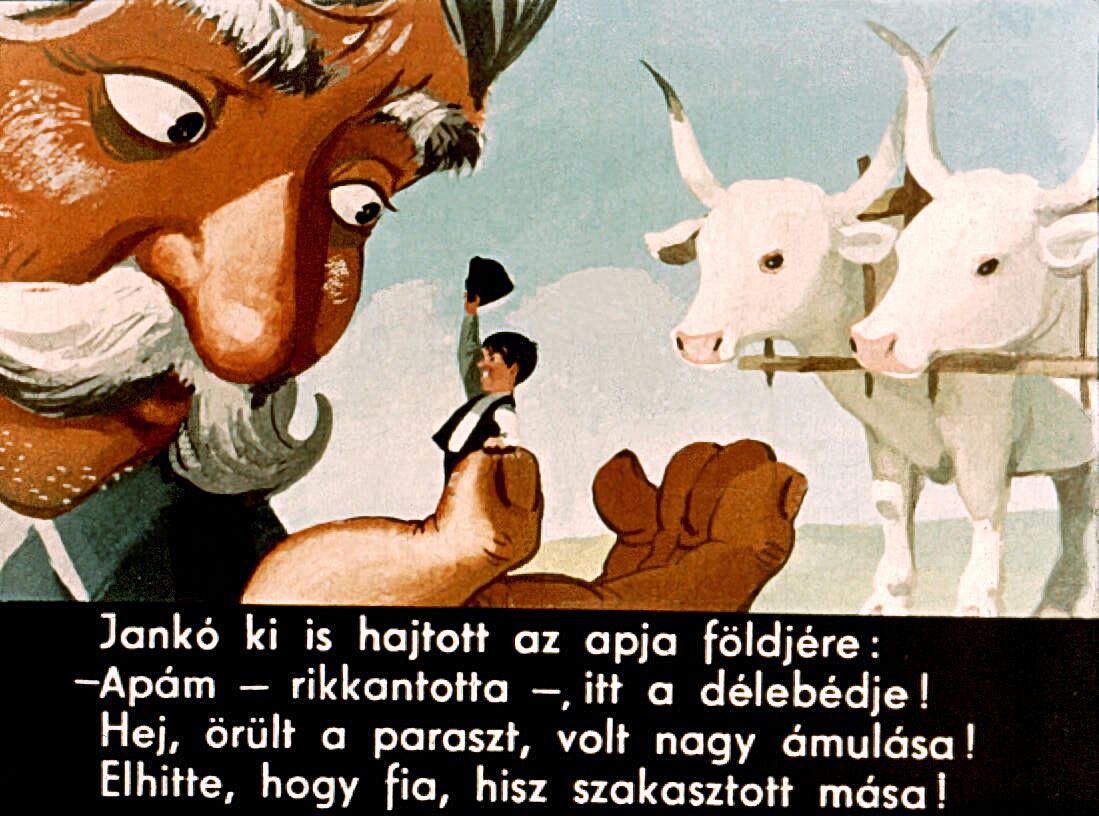 Jankó ki is hajtott az apja földjére:
—Apám — rikkantotta —, itt a délebédje!
Hej, örült a paraszt, volt nagy ámulása!
Elhitte, hogy fia, hisz szakasztott mása!